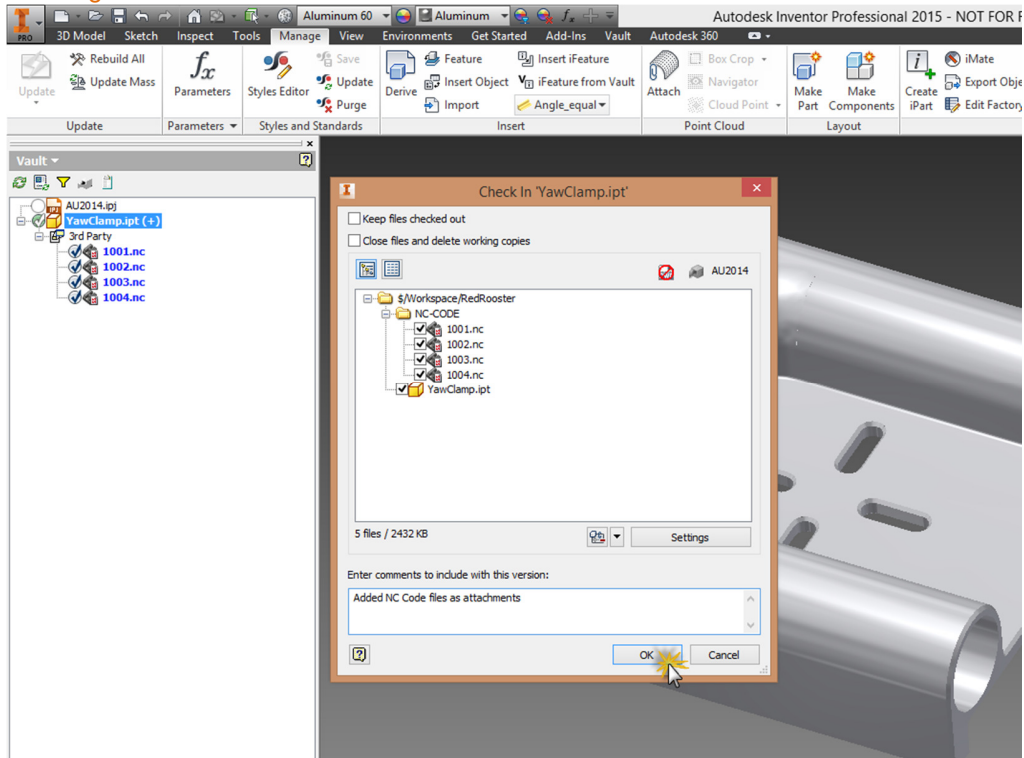 Aluminum 60 Aluminum Autodesk Inventor Professional 2015 - NOT FOR F
PRO 3D Model Sketch Inspect Tools Manage View Environments Get Started Add-Ins Vault Autodesk 360
Update
Rebuild All
Update Mass
Update
fx
Parameters
Parameters
Styles Editor
Save
Update
Purge
Styles and Standards
Derive
Feature
Insert Object
Import
Insert iFeature
iFeature from Vault
Angle_equal
Insert
Attach
Box Crop
Navigator
Cloud Point
Point Cloud
Make Part
Make Components
Layout
Create iPart
iMate
Export Obje
Edit Factory
Vault
AU2014.ipj
YawClamp.ipt (+)
3rd Party
1001.nc
1002.nc
1003.nc
1004.nc
Check In 'YawClamp.ipt'
Keep files checked out
Close files and delete working copies
AU2014
$/Workspace/RedRooster
NC-CODE
1001.nc
1002.nc
1003.nc
1004.nc
YawClamp.ipt
5 files / 2432 KB
Settings
Enter comments to include with this version:
Added NC Code files as attachments
OK Cancel